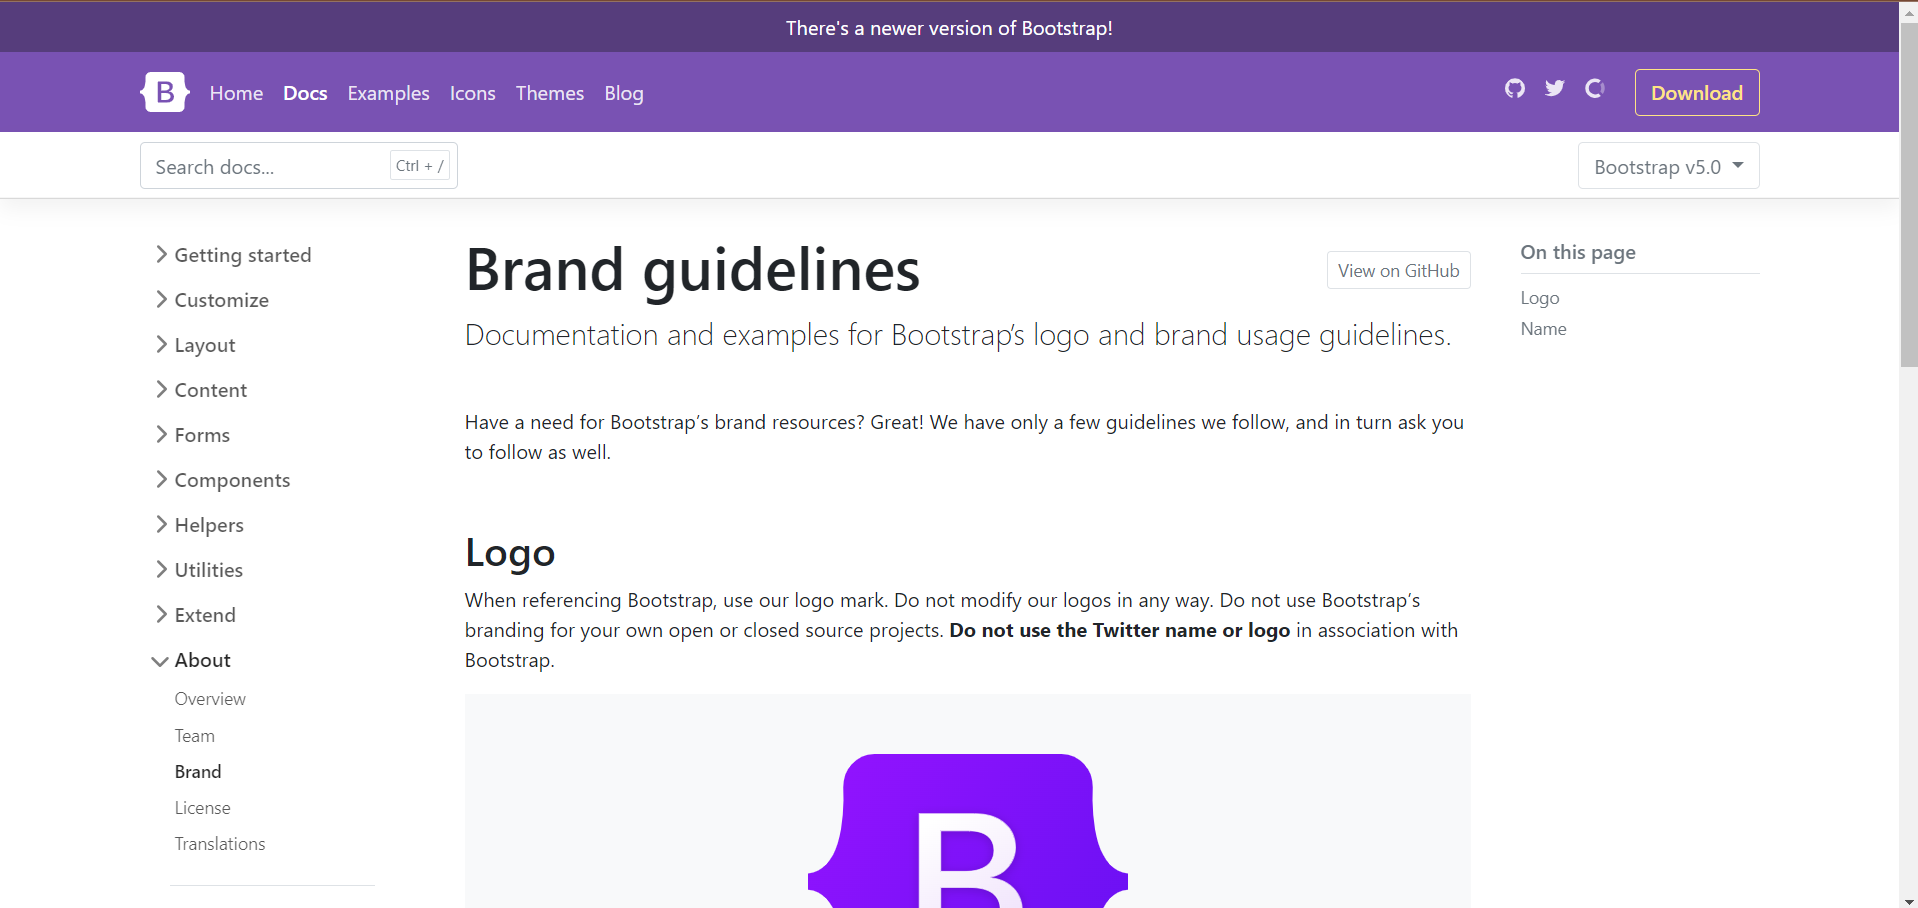 There's a newer version of Bootstrap!
B Home Docs Examples Icons Themes Blog Download
Search docs... Ctrl + / Bootstrap v5.0
Getting started
Customize
Layout
Content
Forms
Components
Helpers
Utilities
Extend
About
Overview
Team
Brand
License
Translations
Brand guidelines
View on GitHub
Documentation and examples for Bootstrap’s logo and brand usage guidelines.
Have a need for Bootstrap’s brand resources? Great! We have only a few guidelines we follow, and in turn ask you
to follow as well.
Logo
When referencing Bootstrap, use our logo mark. Do not modify our logos in any way. Do not use Bootstrap’s
branding for your own open or closed source projects. Do not use the Twitter name or logo in association with
Bootstrap.
B
On this page
Logo
Name